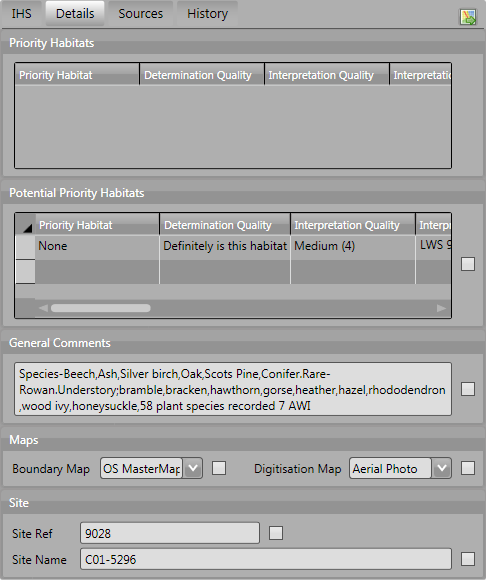 IHS Details Sources History
Priority Habitats
Priority Habitat Determination Quality Interpretation Quality Interpretatio
Potential Priority Habitats
Priority Habitat Determination Quality Interpretation Quality Interp
None Definitely is this habitat Medium (4) LWS 9
General Comments
Species-Beech,Ash,Silver birch,Oak,Scots Pine,Conifer.Rare-
Rowan.Understory;bramble,bracken,hawthorn,gorse,heather,hazel,rhododendron
,wood ivy,honeysuckle,58 plant species recorded 7 AWI
Maps
Boundary Map OS MasterMap Digitisation Map Aerial Photo
Site
Site Ref 9028
Site Name C01-5296